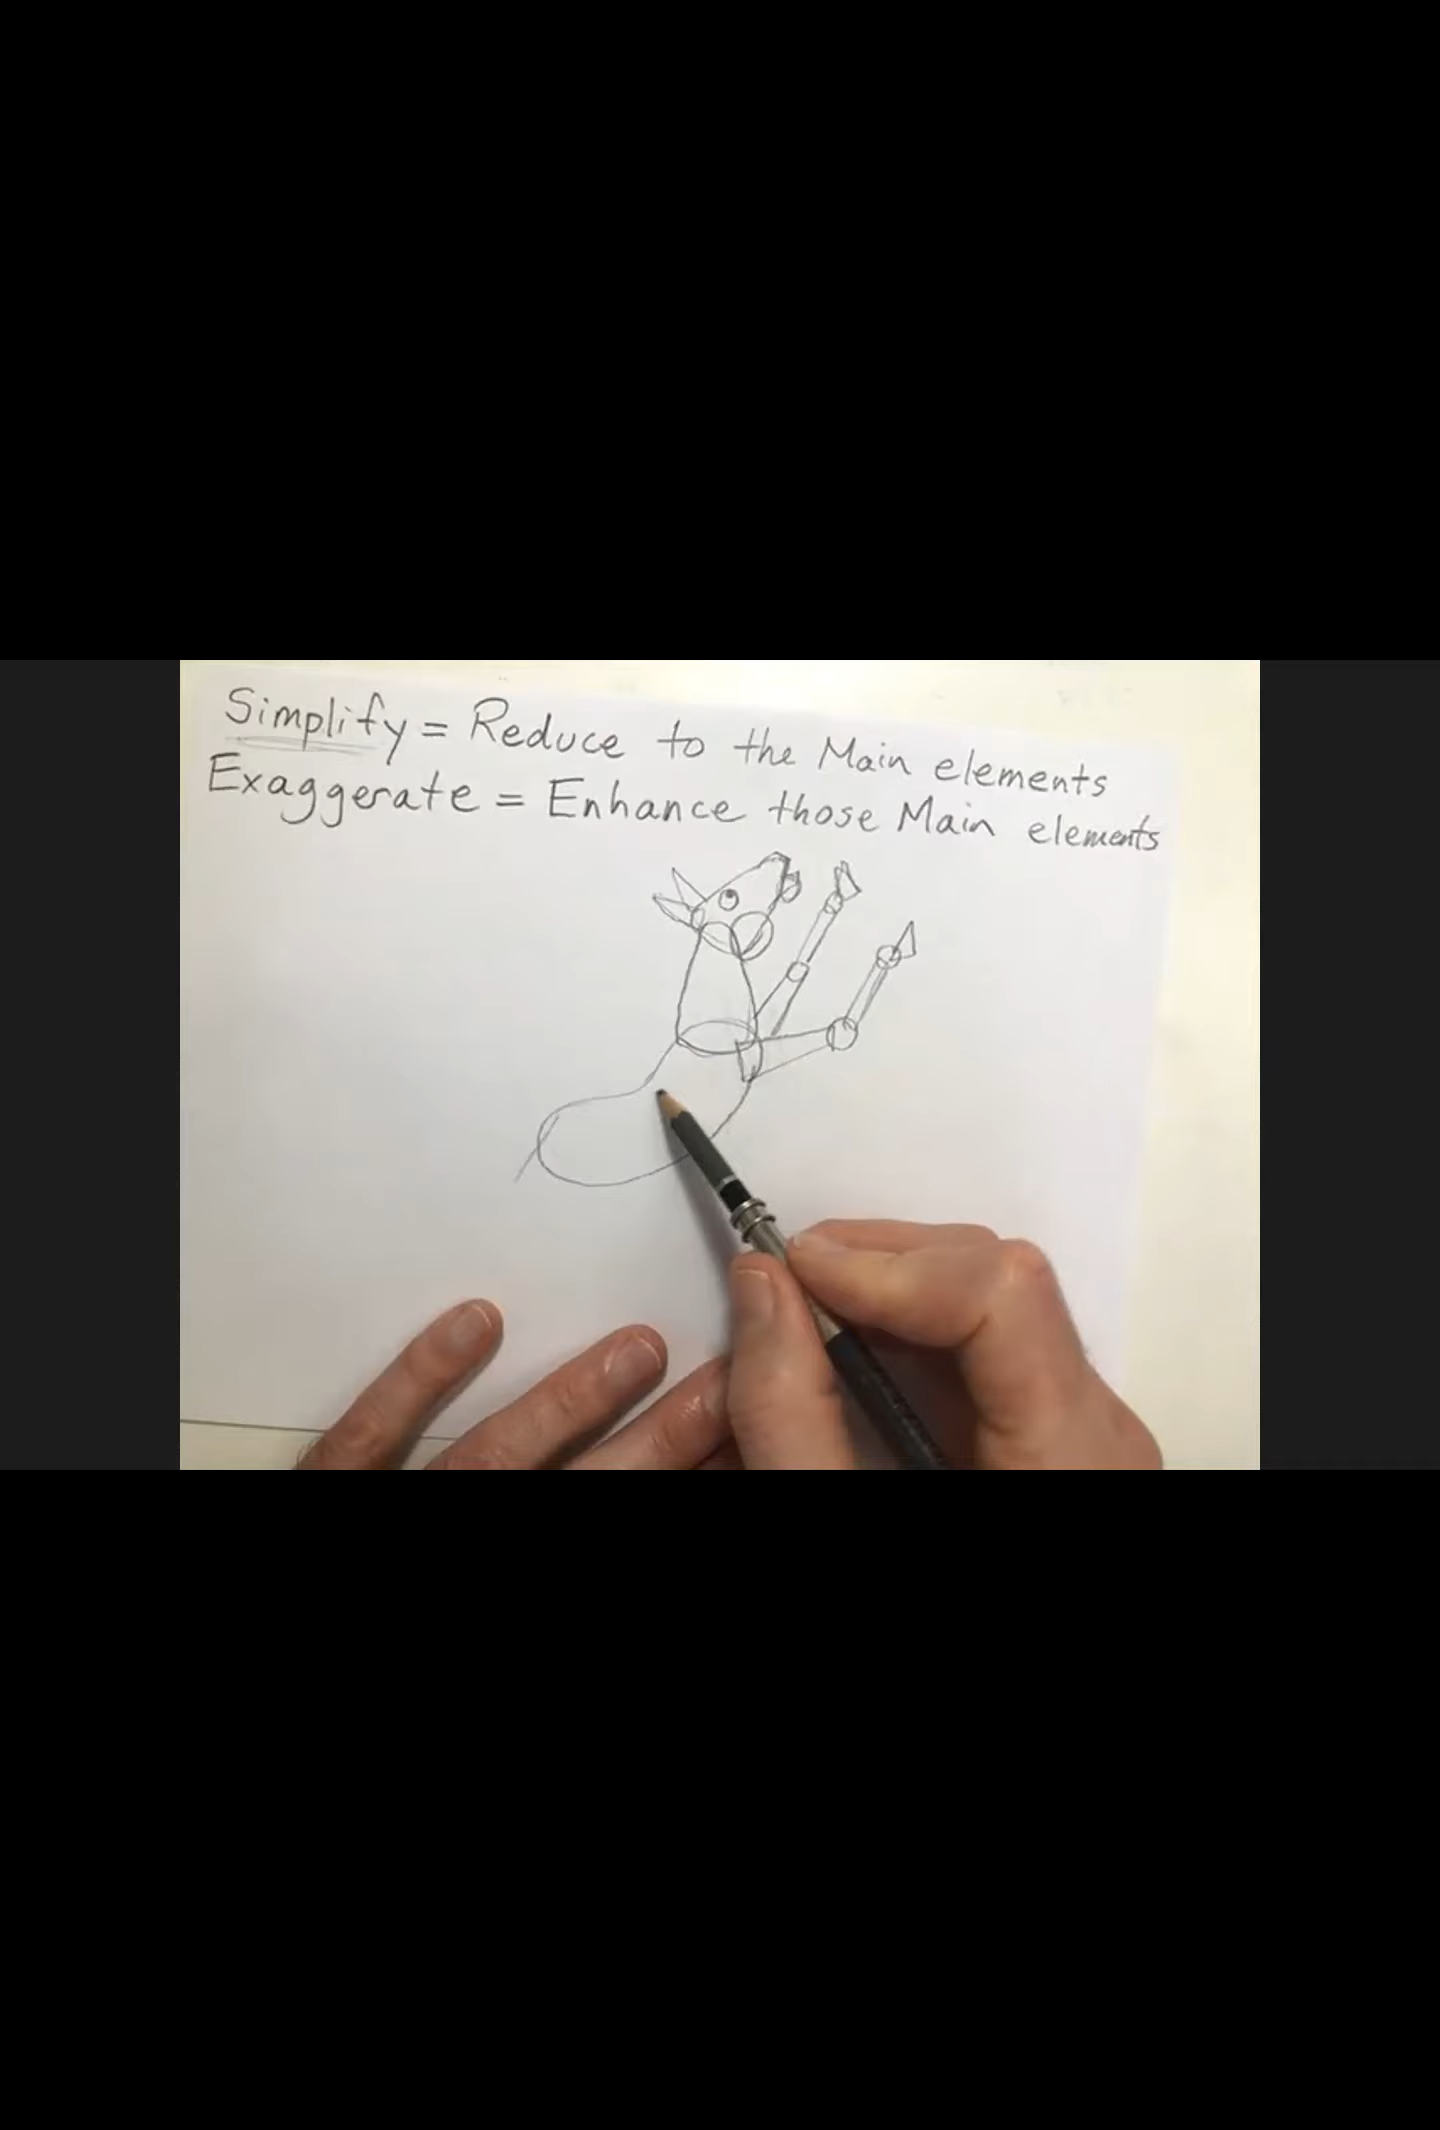 Simplify = Reduce to the Main elements
Exaggerate = Enhance those Main elements